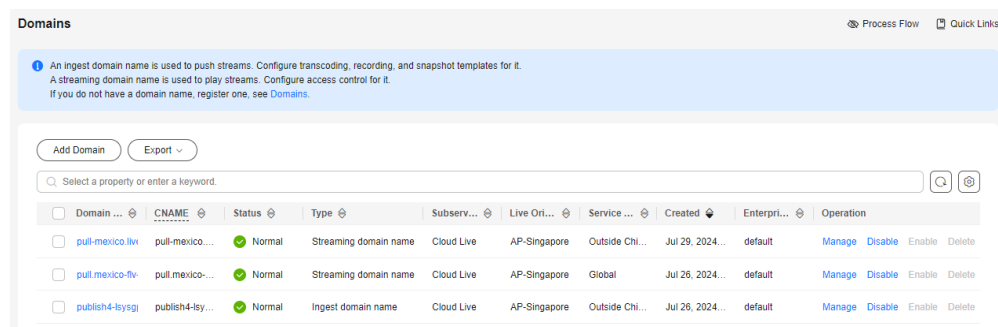 Domains
Process Flow Quick Links
An ingest domain name is used to push streams. Configure transcoding, recording, and snapshot templates for it.
A streaming domain name is used to play streams. Configure access control for it.
If you do not have a domain name, register one, see Domains.
Add Domain Export
Select a property or enter a keyword.
Domain ... CNAME Status Type Subserv... Live Ori... Service ... Created Enterpri... Operation
pull-mexico.live pull-mexico.... Normal Streaming domain name Cloud Live AP-Singapore Outside Chi... Jul 29, 2024... default Manage Disable Enable Delete
pull.mexico-flv- pull.mexico-... Normal Streaming domain name Cloud Live AP-Singapore Global Jul 26, 2024... default Manage Disable Enable Delete
publish4-lsysgp publish4-lsy... Normal Ingest domain name Cloud Live AP-Singapore Outside Chi... Jul 26, 2024... default Manage Disable Enable Delete